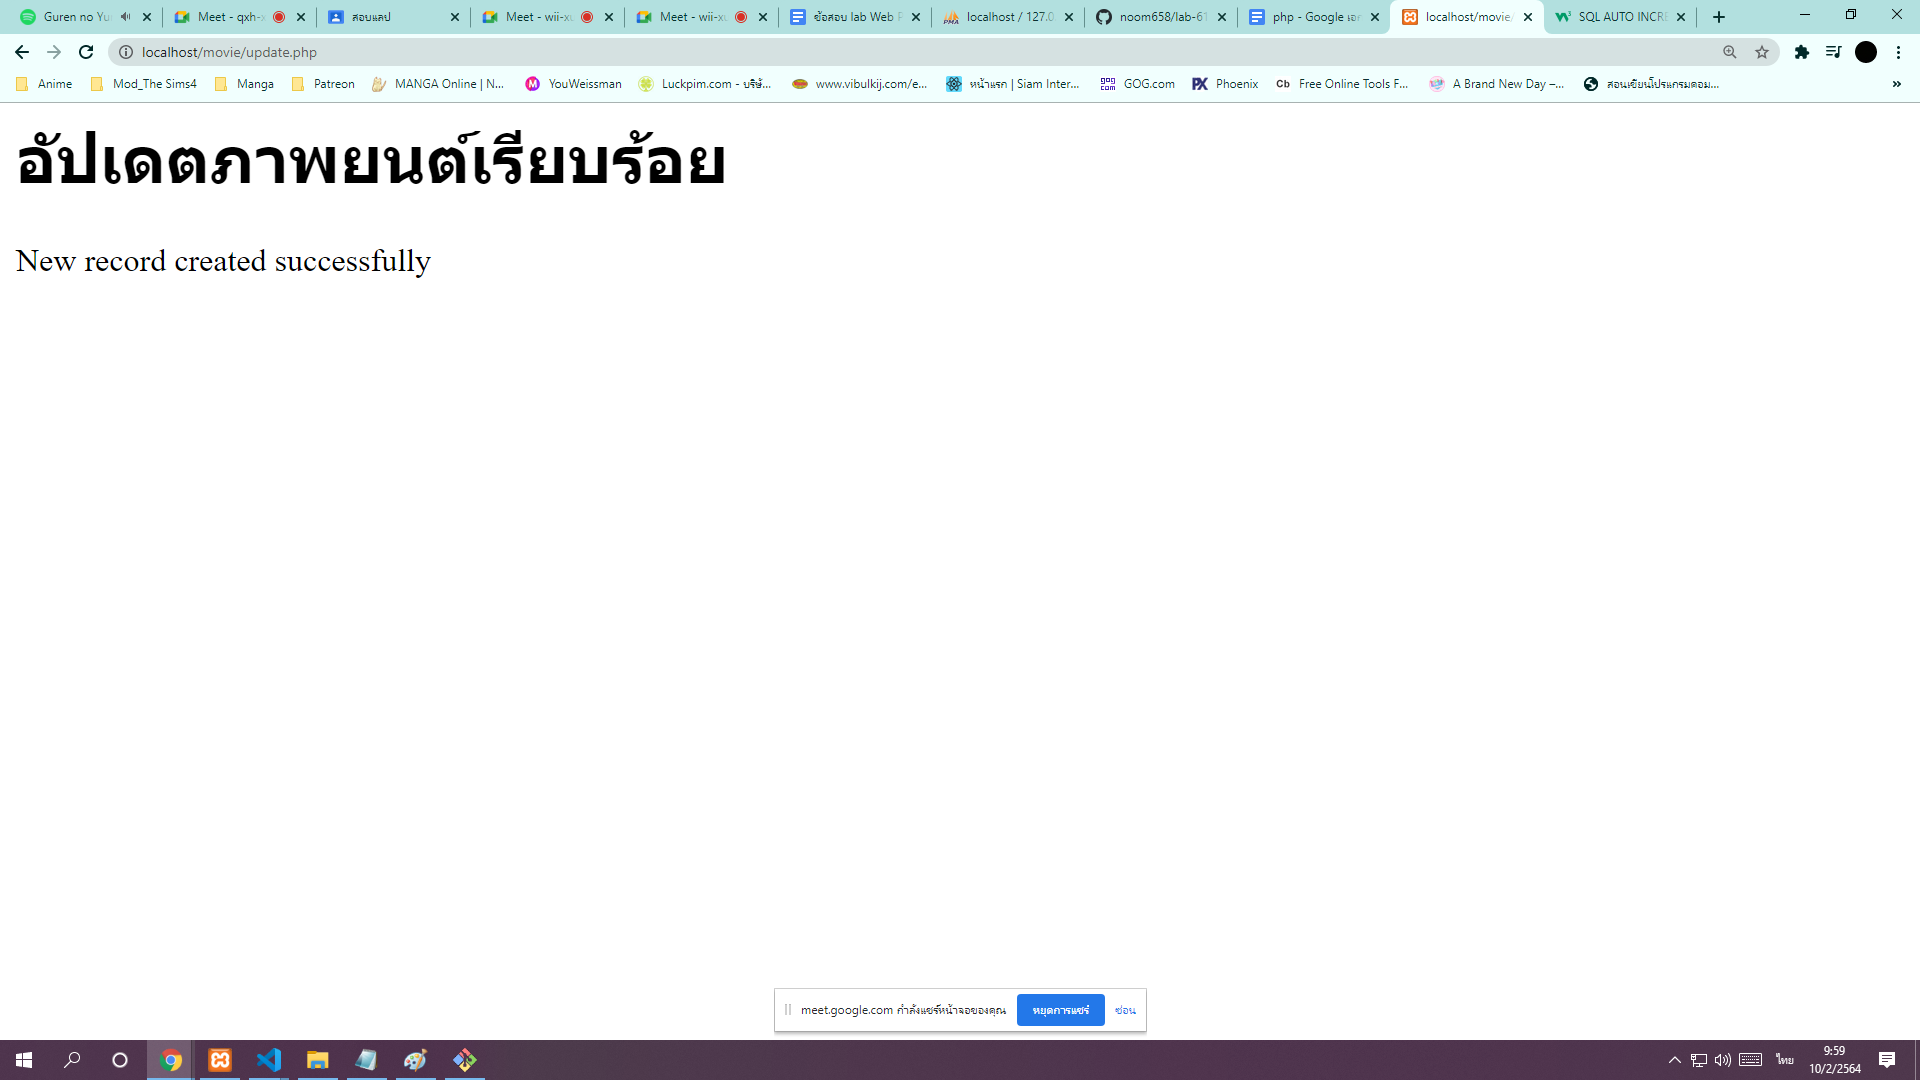 Guren no Yu
Meet - qxh-x
สอบแลป
Meet - wii-xu
Meet - wii-xu
ข้อสอบ lab Web P
localhost / 127.0
noom658/lab-61
php - Google เอก
localhost/movie/
SQL AUTO INCRE
localhost/movie/update.php
Anime
Mod_The Sims4
Manga
Patreon
MANGA Online | N...
YouWeissman
Luckpim.com - บริษั...
www.vibulkij.com/e...
หน้าแรก | Siam Inter...
GOG.com
Phoenix
Free Online Tools F...
A Brand New Day –...
สอนเขียนโปรแกรมคอม...
อัปเดตภาพยนต์เรียบร้อย
New record created successfully
meet.google.com กำลังแชร์หน้าจอของคุณ
หยุดการแชร์
ซ่อน
ไทย
9:59
10/2/2564